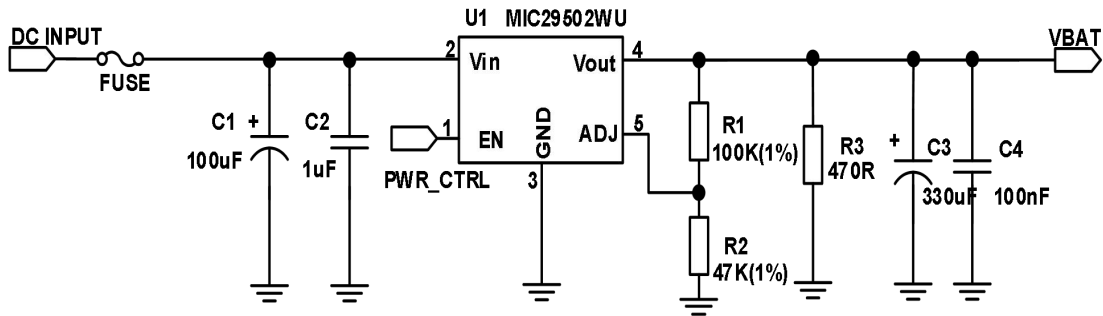 U1 MIC29502WU
DC INPUT
FUSE
2
Vin
Vout
4
VBAT
C1
+
100uF
C2
1uF
1
EN
PWR_CTRL
GND
3
ADJ
5
R1
100K(1%)
R2
47K(1%)
R3
470R
+
C3
330uF
C4
100nF